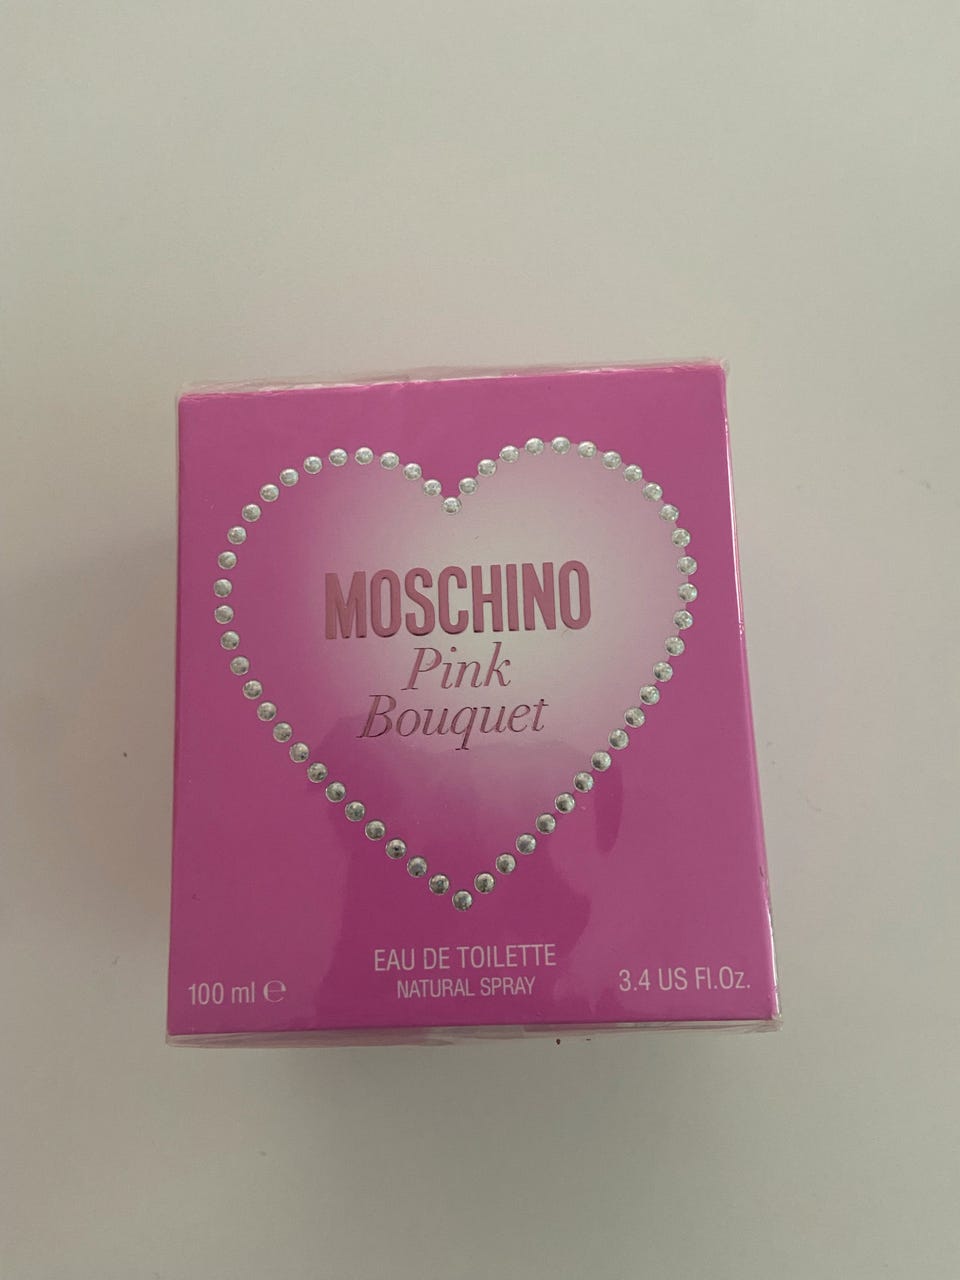 MOSCHINO
Pink
Bouquet
EAU DE TOILETTE
NATURAL SPRAY
100 ml ℮
3.4 US Fl.Oz.